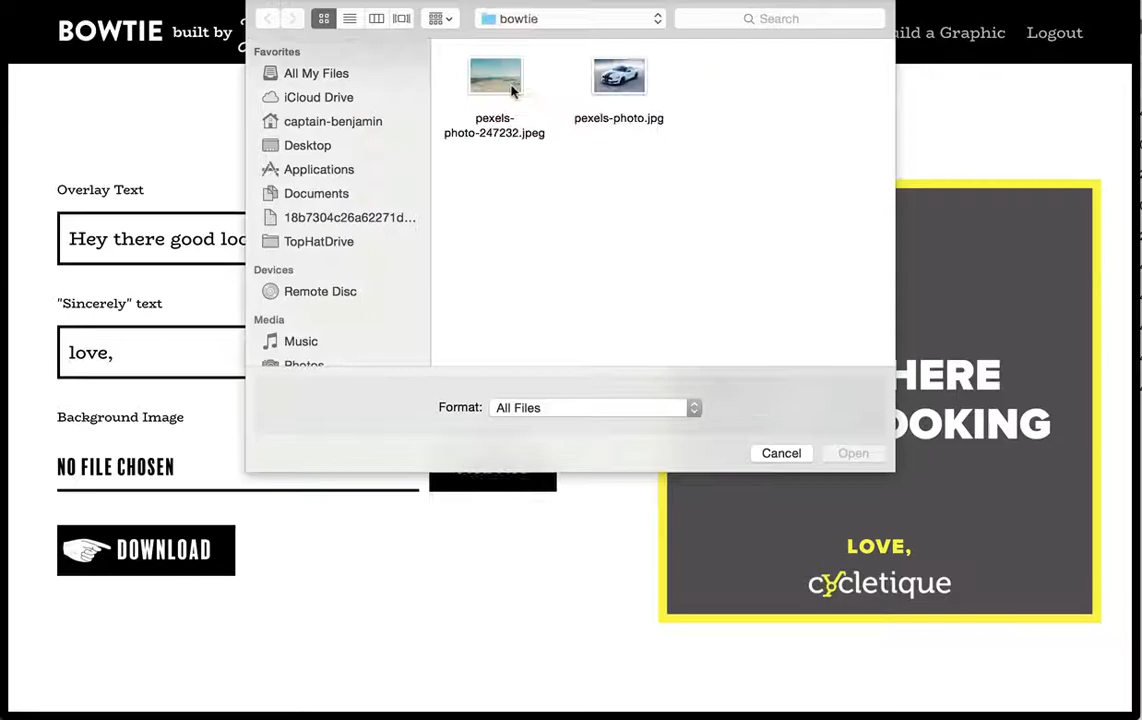 BOWTIE built by
bowtie
Search
uild a Graphic
Logout
Favorites
All My Files
iCloud Drive
captain-benjamin
Desktop
Applications
Documents
18b7304c26a62271d...
TopHatDrive
Devices
Remote Disc
Media
Music
Photos
pexels-
photo-247232.jpeg
pexels-photo.jpg
Format:
All Files
Cancel
Open
Overlay Text
Hey there good loo
"Sincerely" text
love,
Background Image
NO FILE CHOSEN
DOWNLOAD
HERE
OOKING
LOVE,
cycletique